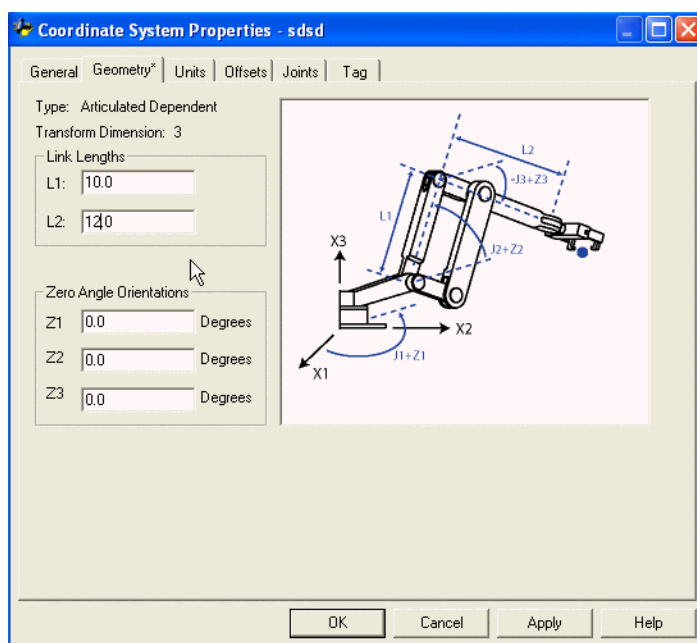 Coordinate System Properties - sdsd
General Geometry* Units Offsets Joints Tag
Type: Articulated Dependent
Transform Dimension: 3
Link Lengths
L1: 10.0
L2: 12.0
Zero Angle Orientations
Z1 0.0 Degrees
Z2 0.0 Degrees
Z3 0.0 Degrees
L2
-J3+Z3
L1
J2+Z2
X3
X2
J1+Z1
X1
OK Cancel Apply Help